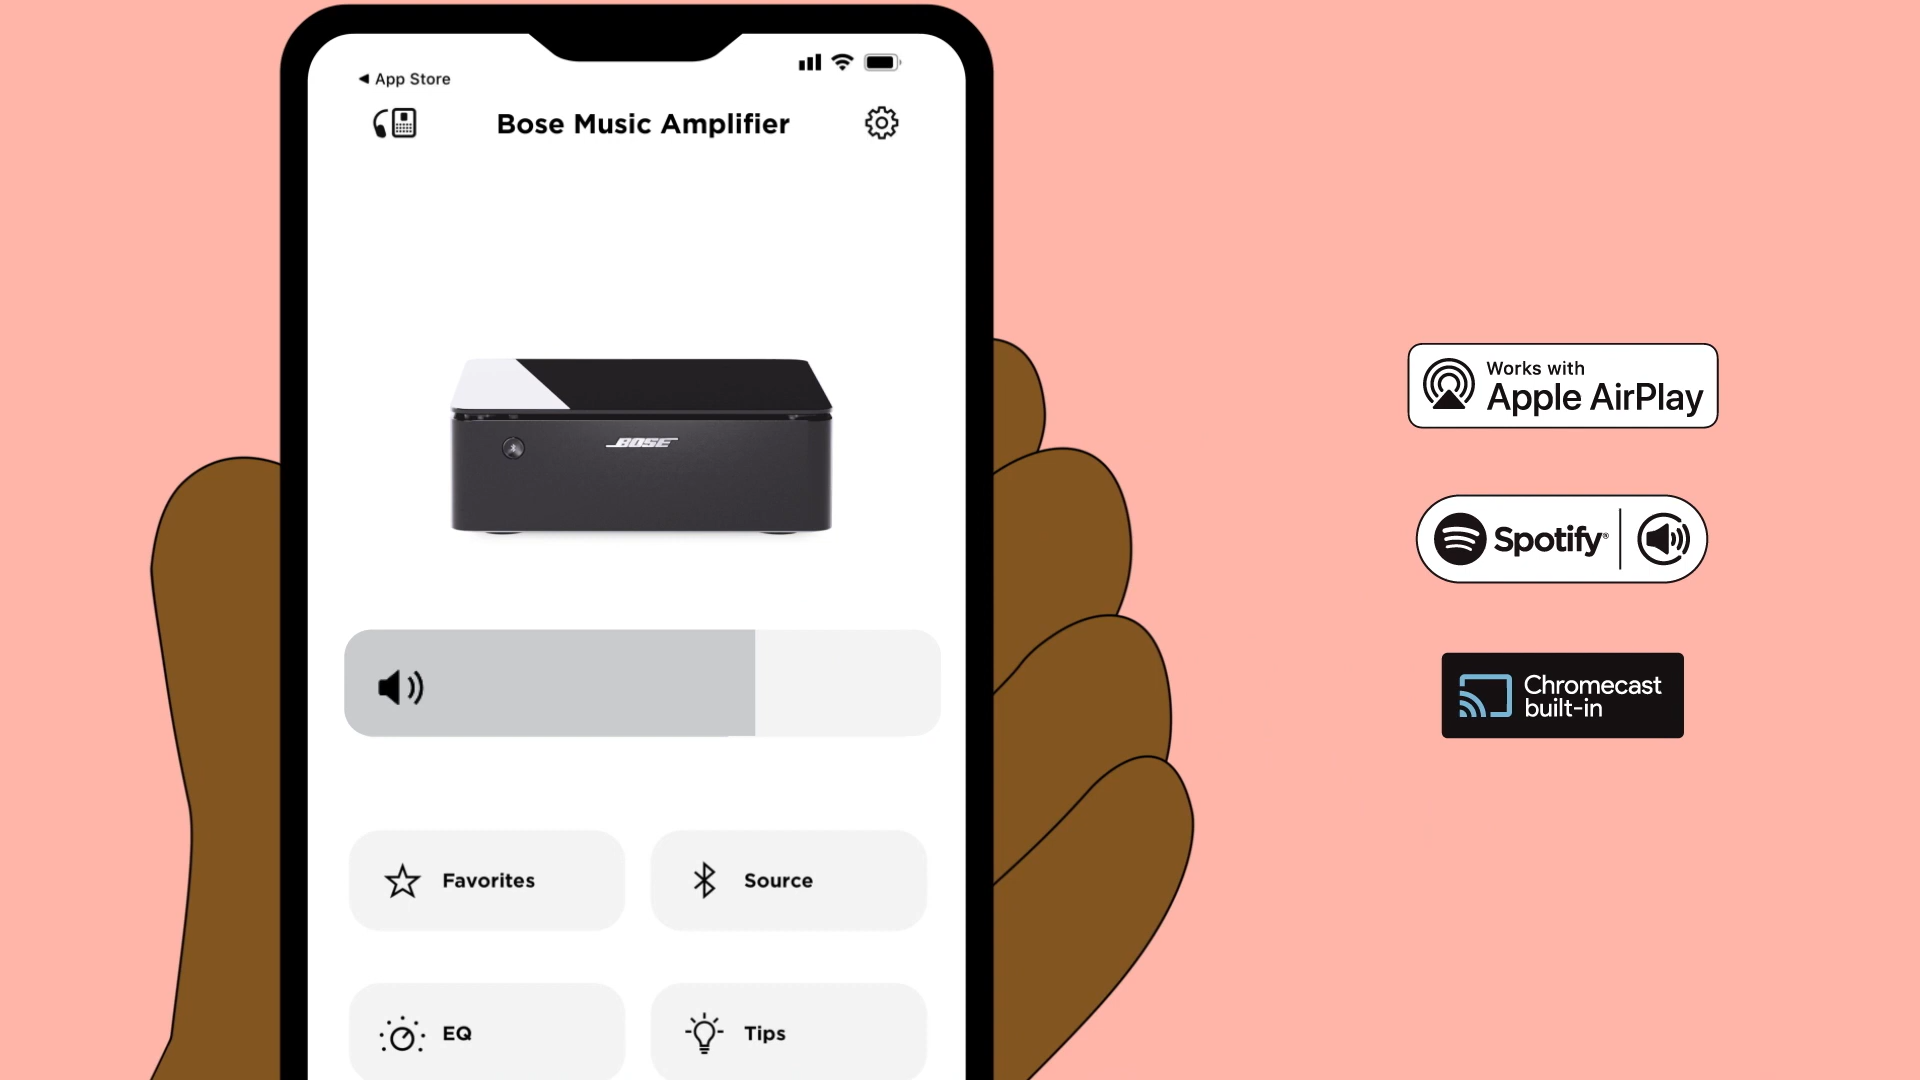 App Store
Bose Music Amplifier
BOSE
Favorites
Source
EQ
Tips
Works with
Apple AirPlay
Spotify®
Chromecast
built-in